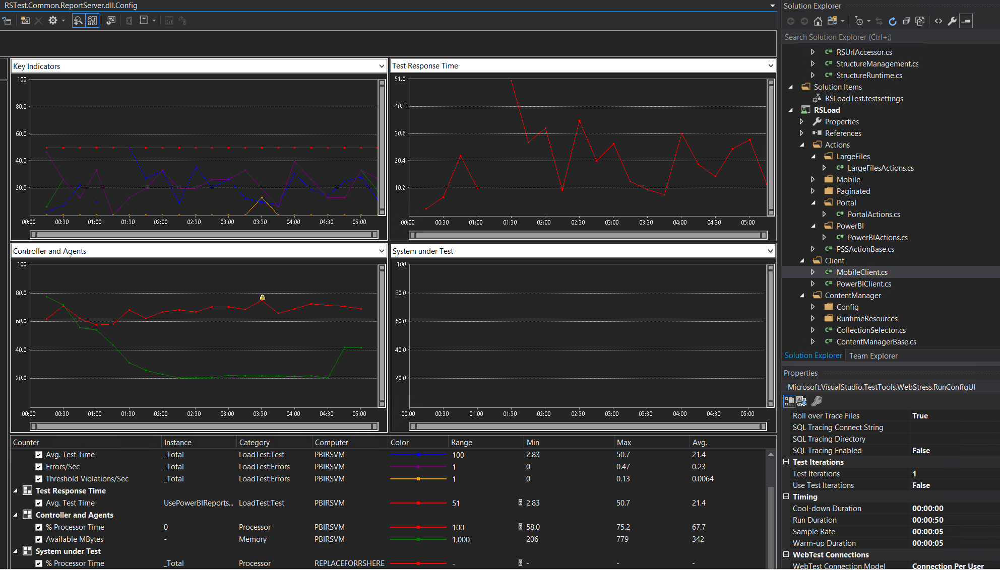 RSTest.Common.ReportServer.dll.Config
Key Indicators
100
80.0
60.0
40.0
20.0
00:00 00:30 01:00 01:30 02:00 02:30 03:00 03:30 04:00 04:30 05:00
Test Response Time
51.0
40.8
30.6
20.4
10.2
00:00 00:30 01:00 01:30 02:00 02:30 03:00 03:30 04:00 04:30 05:00
Controller and Agents
100
80.0
60.0
40.0
20.0
00:00 00:30 01:00 01:30 02:00 02:30 03:00 03:30 04:00 04:30 05:00
System under Test
100
80.0
60.0
40.0
20.0
00:00 00:30 01:00 01:30 02:00 02:30 03:00 03:30 04:00 04:30 05:00
Counter Instance Category Computer Color Range Min Max Avg.
Avg. Test Time _Total LoadTest:Test PBIRSVM 100 2.83 50.7 21.4
Errors/Sec _Total LoadTest:Errors PBIRSVM 1 0 0.47 0.23
Threshold Violations/Sec _Total LoadTest:Errors PBIRSVM 1 0 0.13 0.0064
Test Response Time
Avg. Test Time UsePowerBIReports... LoadTest:Test PBIRSVM 51 2.83 50.7 21.4
Controller and Agents
% Processor Time 0 Processor PBIRSVM 100 58.0 75.2 67.7
Available MBytes - Memory PBIRSVM 1,000 206 779 342
System under Test
% Processor Time _Total Processor REPLACEFORRSHERE - - - -
Solution Explorer
Search Solution Explorer (Ctrl+;)
C# RSUrlAccessor.cs
C# StructureManagement.cs
C# StructureRuntime.cs
Solution Items
RSLoadTest.testsettings
RSLoad
Properties
References
Actions
LargeFiles
C# LargeFilesActions.cs
Mobile
Paginated
Portal
C# PortalActions.cs
PowerBI
C# PowerBIActions.cs
C# PSSActionBase.cs
Client
C# MobileClient.cs
C# PowerBIClient.cs
ContentManager
Config
RuntimeResources
C# CollectionSelector.cs
C# ContentManagerBase.cs
Solution Explorer Team Explorer
Properties
Microsoft.VisualStudio.TestTools.WebStress.RunConfigUI
Roll over Trace Files True
SQL Tracing Connect String
SQL Tracing Directory
SQL Tracing Enabled False
Test Iterations
Test Iterations 1
Use Test Iterations False
Timing
Cool-down Duration 00:00:00
Run Duration 00:00:50
Sample Rate 00:00:05
Warm-up Duration 00:00:05
WebTest Connections
WebTest Connection Model Connection Per User